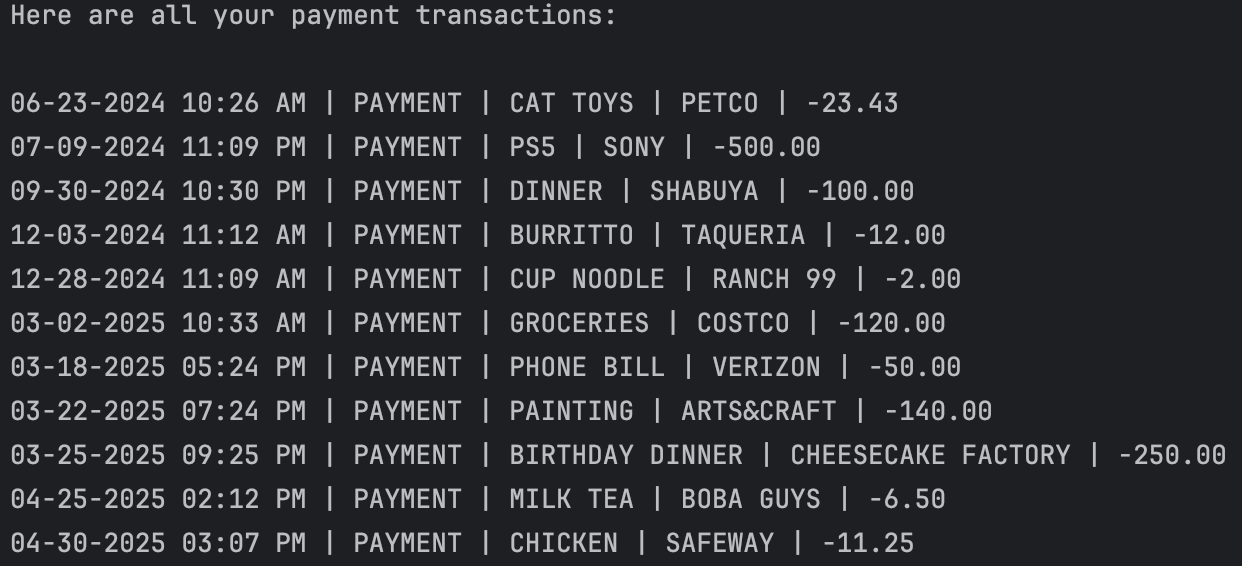 Here are all your payment transactions:
06-23-2024 10:26 AM | PAYMENT | CAT TOYS | PETCO | -23.43
07-09-2024 11:09 PM | PAYMENT | PS5 | SONY | -500.00
09-30-2024 10:30 PM | PAYMENT | DINNER | SHABUYA | -100.00
12-03-2024 11:12 AM | PAYMENT | BURRITTO | TAQUERIA | -12.00
12-28-2024 11:09 AM | PAYMENT | CUP NOODLE | RANCH 99 | -2.00
03-02-2025 10:33 AM | PAYMENT | GROCERIES | COSTCO | -120.00
03-18-2025 05:24 PM | PAYMENT | PHONE BILL | VERIZON | -50.00
03-22-2025 07:24 PM | PAYMENT | PAINTING | ARTS&CRAFT | -140.00
03-25-2025 09:25 PM | PAYMENT | BIRTHDAY DINNER | CHEESECAKE FACTORY | -250.00
04-25-2025 02:12 PM | PAYMENT | MILK TEA | BOBA GUYS | -6.50
04-30-2025 03:07 PM | PAYMENT | CHICKEN | SAFEWAY | -11.25